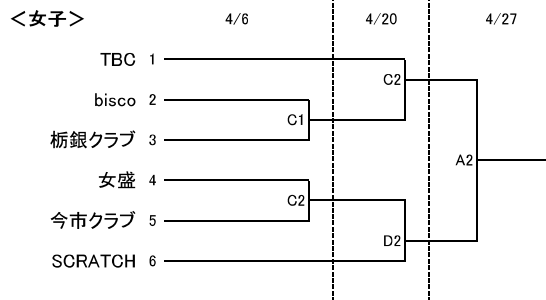 ＜女子＞ 4/6 4/20 4/27
TBC 1
C2
bisco 2
C1
栃銀クラブ 3
A2
女盛 4
C2
今市クラブ 5
D2
SCRATCH 6